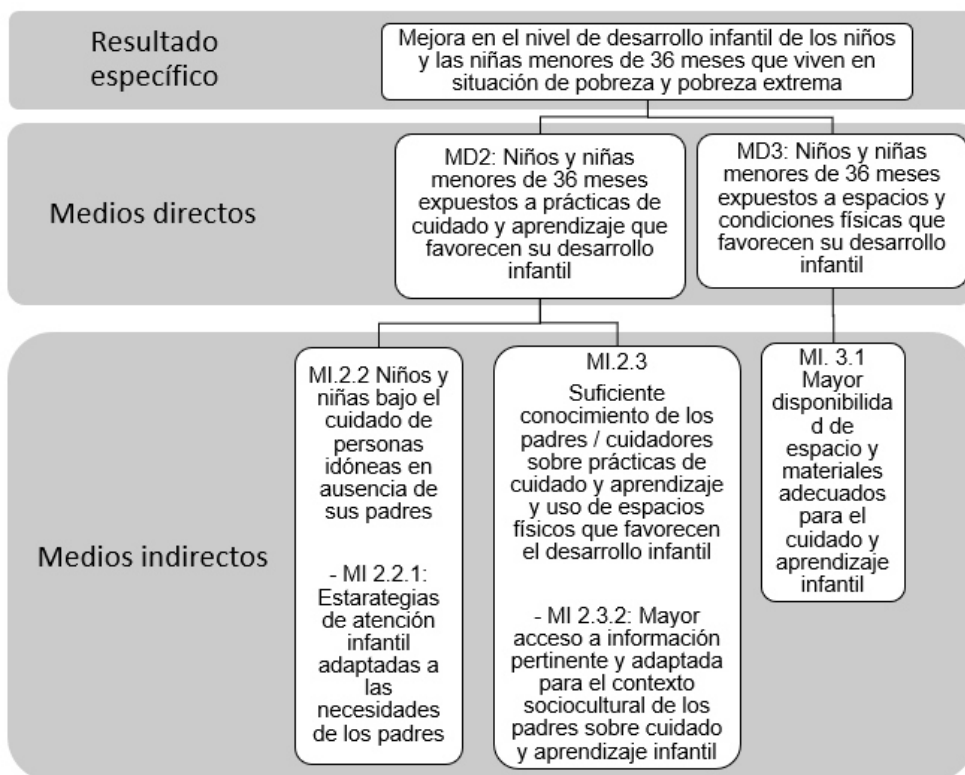 Resultado
específico
Mejora en el nivel de desarrollo infantil de los niños
y las niñas menores de 36 meses que viven en
situación de pobreza y pobreza extrema
Medios directos
MD2: Niños y niñas
menores de 36 meses
expuestos a prácticas de
cuidado y aprendizaje que
favorecen su desarrollo
infantil
MD3: Niños y niñas
menores de 36 meses
expuestos a espacios y
condiciones físicas que
favorecen su desarrollo
infantil
Medios indirectos
MI.2.2 Niños y
niñas bajo el
cuidado de
personas
idóneas en
ausencia de
sus padres
- MI 2.2.1:
Estarategias
de atención
infantil
adaptadas a
las
necesidades
de los padres
MI.2.3
Suficiente
conocimiento de los
padres / cuidadores
sobre prácticas de
cuidado y aprendizaje
y uso de espacios
físicos que favorecen
el desarrollo infantil
- MI 2.3.2: Mayor
acceso a información
pertinente y adaptada
para el contexto
sociocultural de los
padres sobre cuidado
y aprendizaje infantil
MI. 3.1
Mayor
disponibilida
d de
espacio y
materiales
adecuados
para el
cuidado y
aprendizaje
infantil